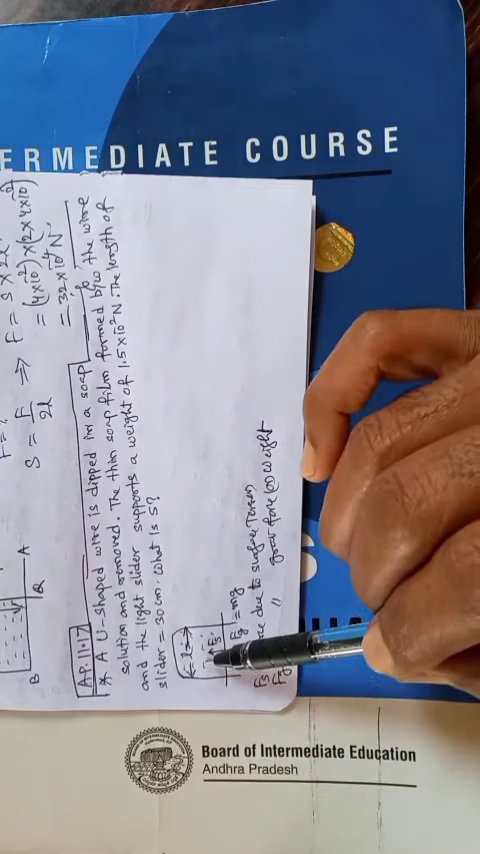 ERMEDIATE COURSE
F = ?
S = F/2l ⇒ F = S × 2l
= (4×10⁻²) × (2×4×10⁻²)
= 32×10⁻⁴ N.
B
Q
A
AP. 11.17
* A U-shaped wire is dipped in a soap
solution and removed. The thin soap film formed b/w the wire
and the light slider supports a weight of 1.5×10⁻² N. The length of
slider = 30 cm. What is S?
= mg
due to surface Tension
" grav force (or) weight
Board of Intermediate Education
Andhra Pradesh